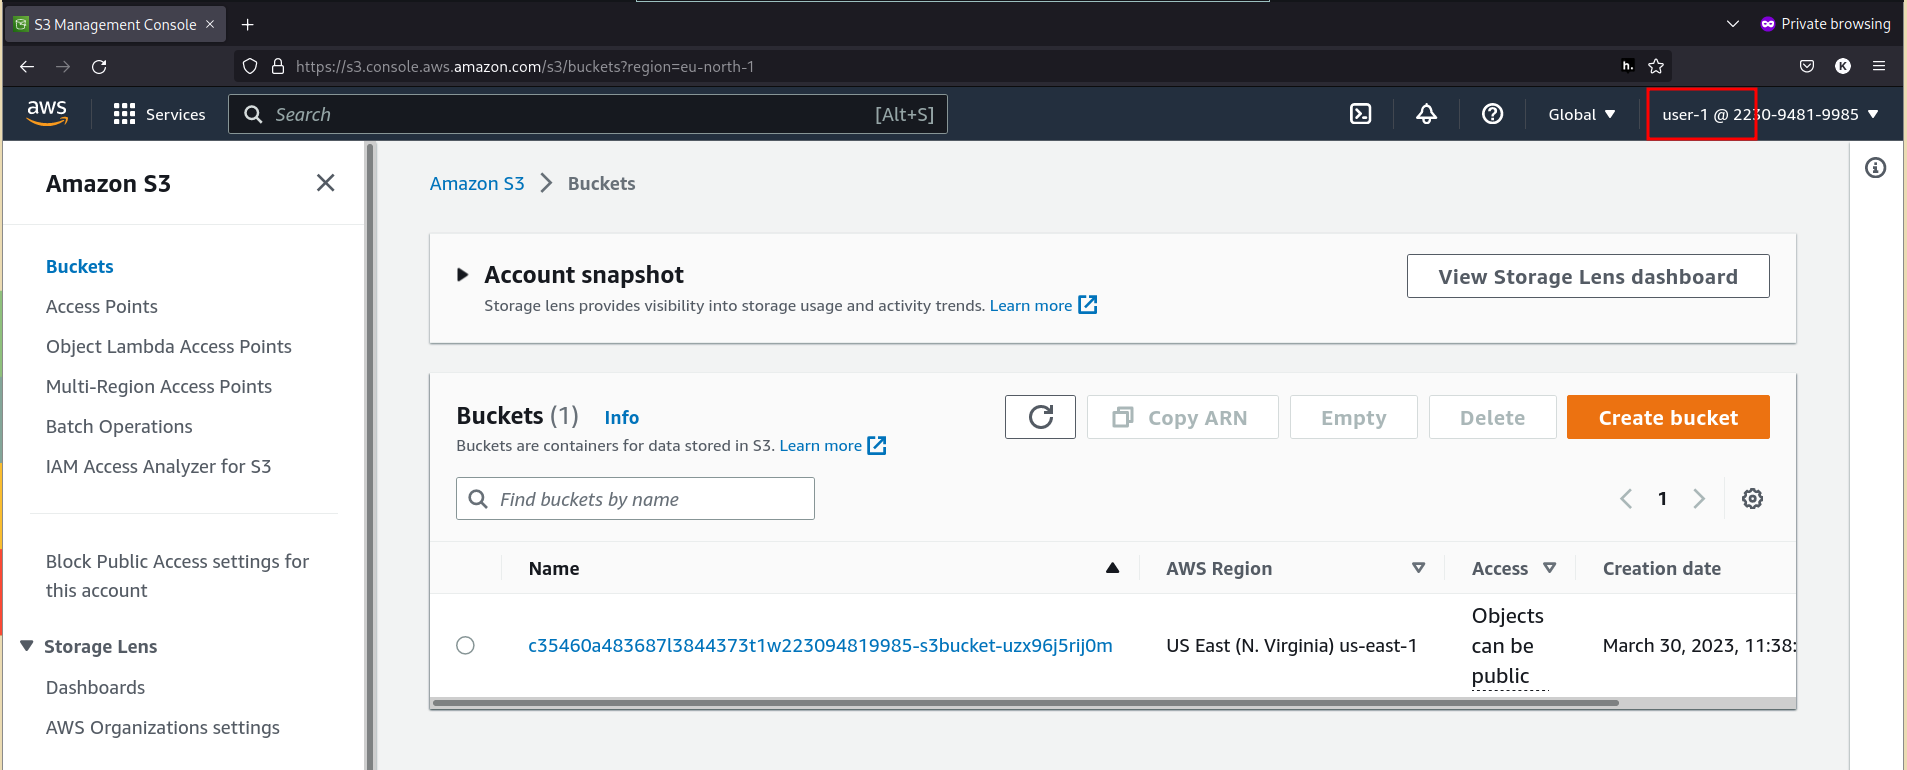 S3 Management Console
Private browsing
https://s3.console.aws.amazon.com/s3/buckets?region=eu-north-1
h.
K
aws
Services
Search
[Alt+S]
Global
user-1 @ 2230-9481-9985
Amazon S3
Buckets
Access Points
Object Lambda Access Points
Multi-Region Access Points
Batch Operations
IAM Access Analyzer for S3
Block Public Access settings for
this account
Storage Lens
Dashboards
AWS Organizations settings
Amazon S3 > Buckets
Account snapshot
Storage lens provides visibility into storage usage and activity trends. Learn more
View Storage Lens dashboard
Buckets (1) Info
Buckets are containers for data stored in S3. Learn more
Copy ARN
Empty
Delete
Create bucket
Find buckets by name
1
Name
AWS Region
Access
Creation date
c35460a483687l3844373t1w223094819985-s3bucket-uzx96j5rij0m
US East (N. Virginia) us-east-1
Objects
can be
public
March 30, 2023, 11:38: